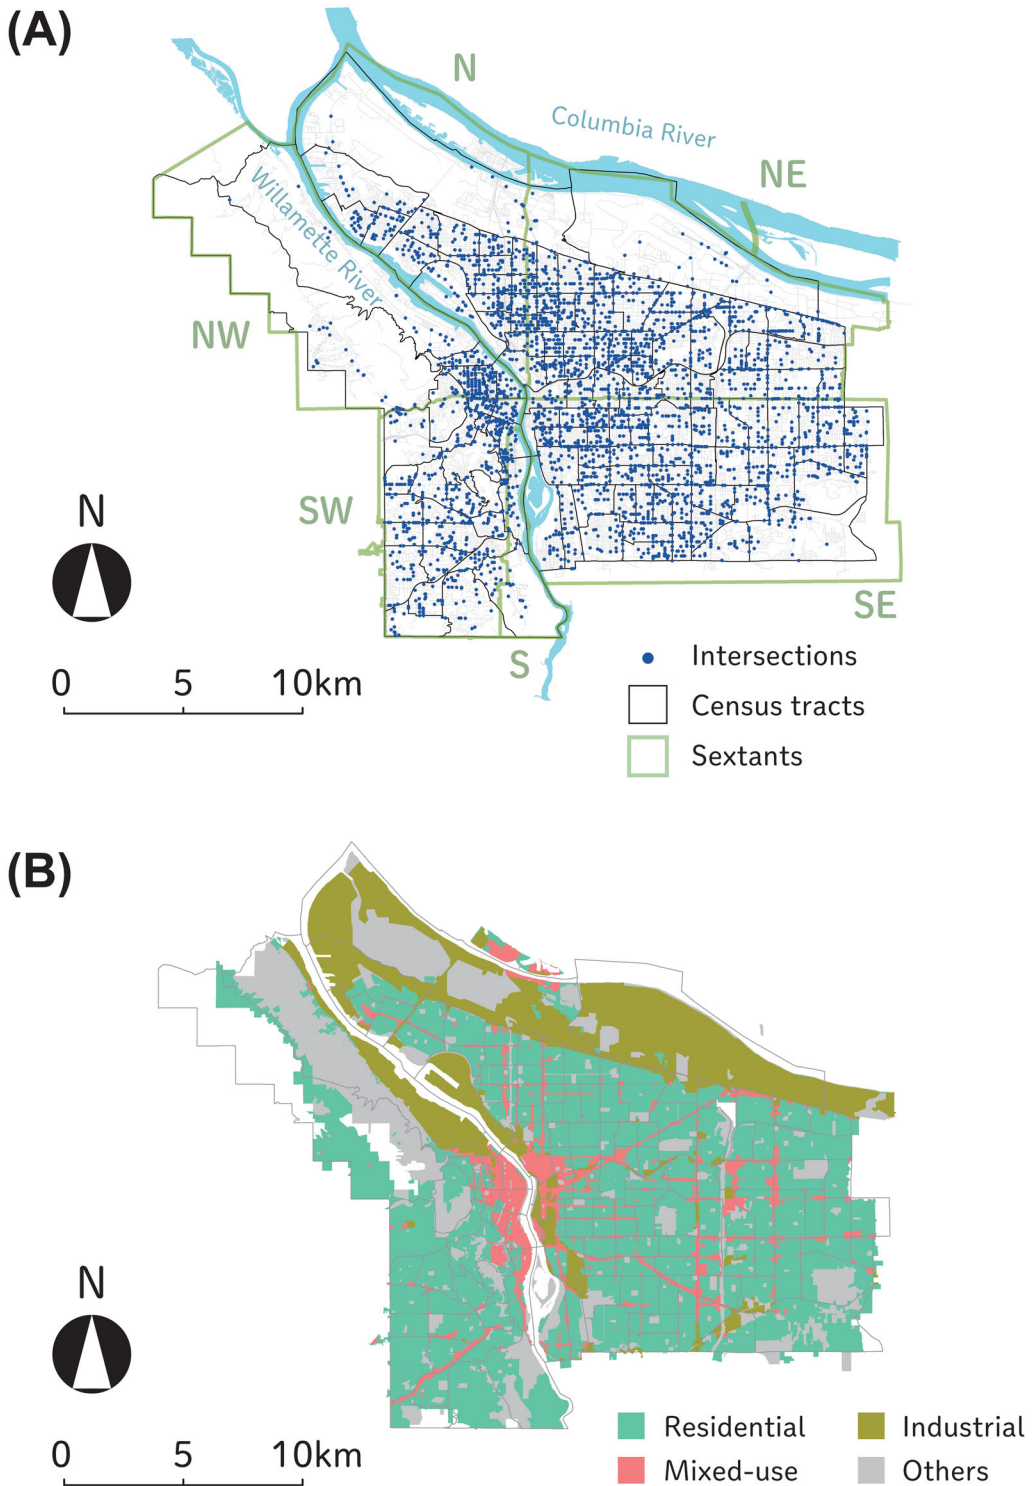 (A)
N
Columbia River
NE
Willamette River
NW
SW
N
SE
S
0 5 10km
Intersections
Census tracts
Sextants
(B)
N
0 5 10km
Residential
Industrial
Mixed-use
Others